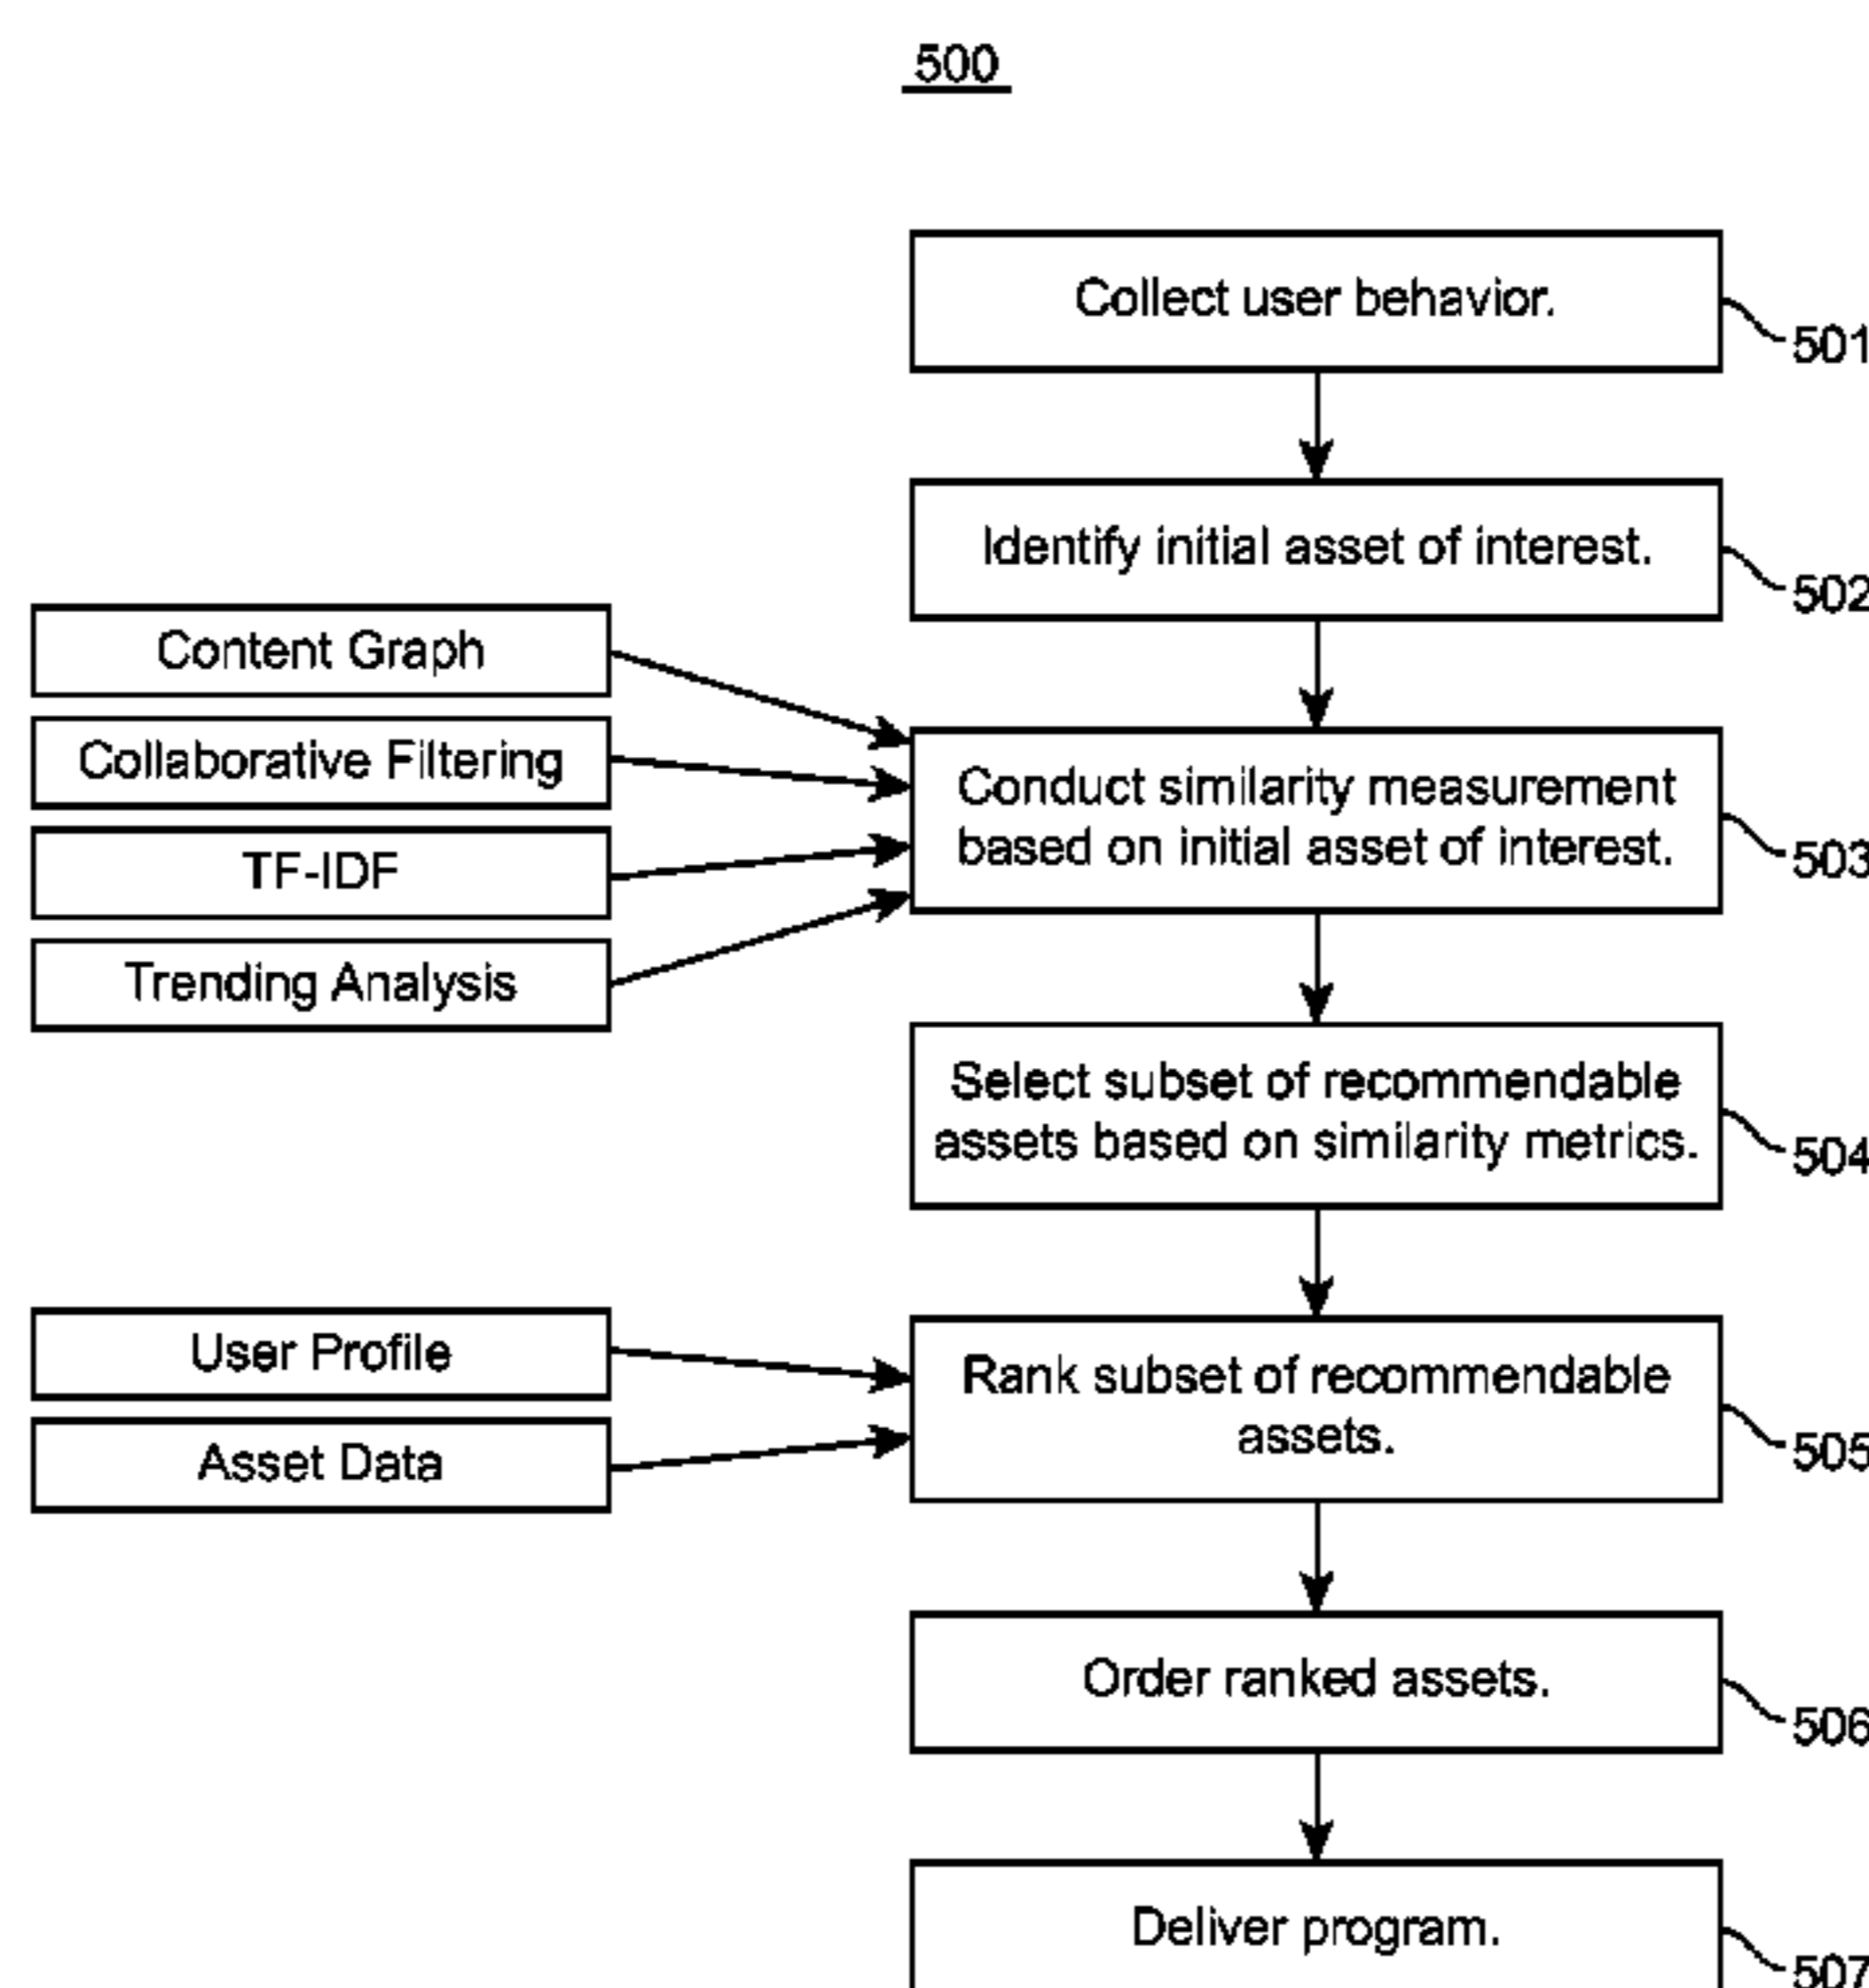 500
Collect user behavior.
501
Identify initial asset of interest.
502
Content Graph
Collaborative Filtering
TF-IDF
Trending Analysis
Conduct similarity measurement
based on initial asset of interest.
503
Select subset of recommendable
assets based on similarity metrics.
504
User Profile
Asset Data
Rank subset of recommendable
assets.
505
Order ranked assets.
506
Deliver program.
507